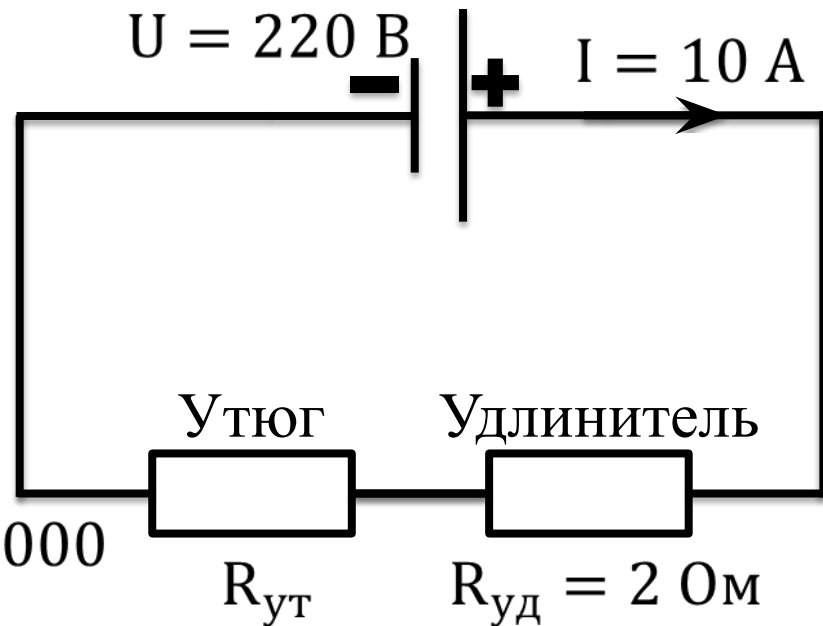 U = 220 В
I = 10 А
Утюг
Удлинитель
000
Rут
Rуд = 2 Ом